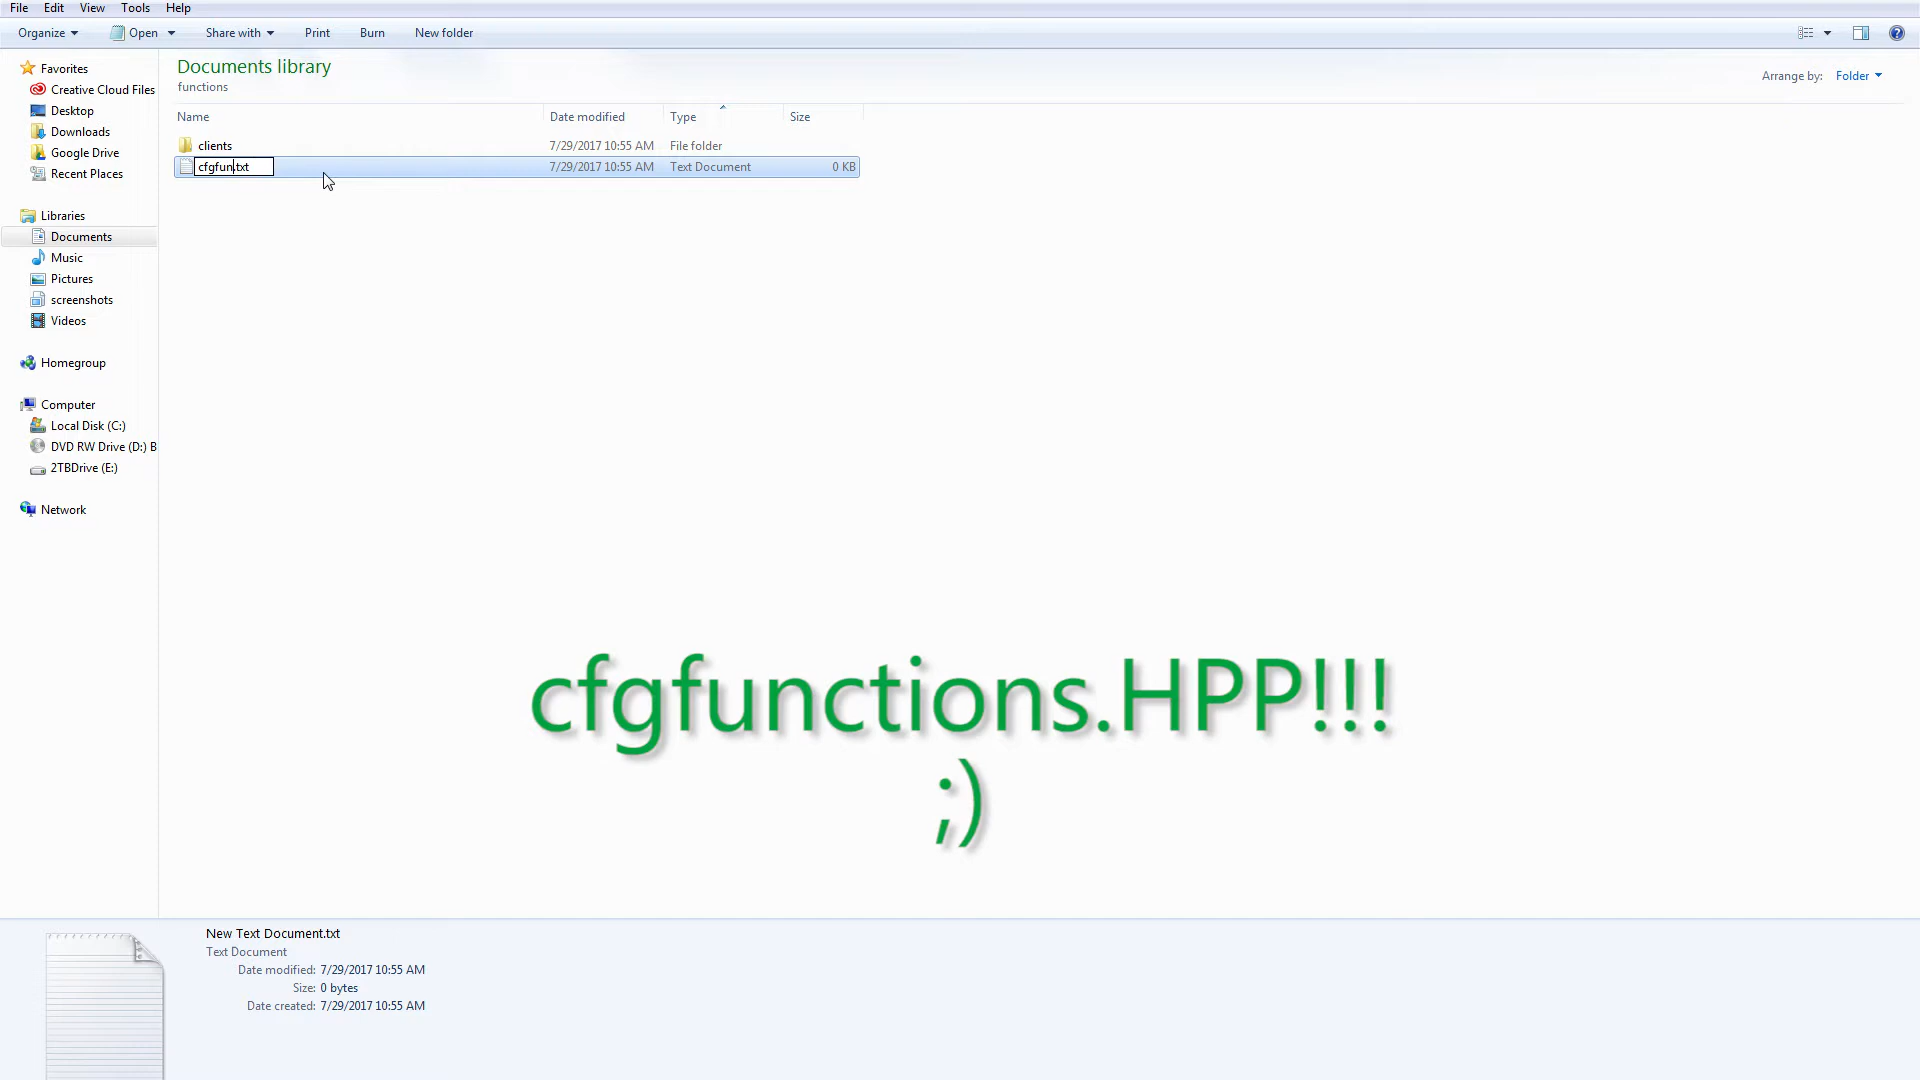 File Edit View Tools Help
Organize Open Share with Print Burn New folder
Documents library
functions
Arrange by: Folder
Name Date modified Type Size
clients 7/29/2017 10:55 AM File folder
cfgfun.txt 7/29/2017 10:55 AM Text Document 0 KB
Favorites
Creative Cloud Files
Desktop
Downloads
Google Drive
Recent Places
Libraries
Documents
Music
Pictures
screenshots
Videos
Homegroup
Computer
Local Disk (C:)
DVD RW Drive (D:) B
2TBDrive (E:)
Network
cfgfunctions.HPP!!!
;)
New Text Document.txt
Text Document
Date modified: 7/29/2017 10:55 AM
Size: 0 bytes
Date created: 7/29/2017 10:55 AM